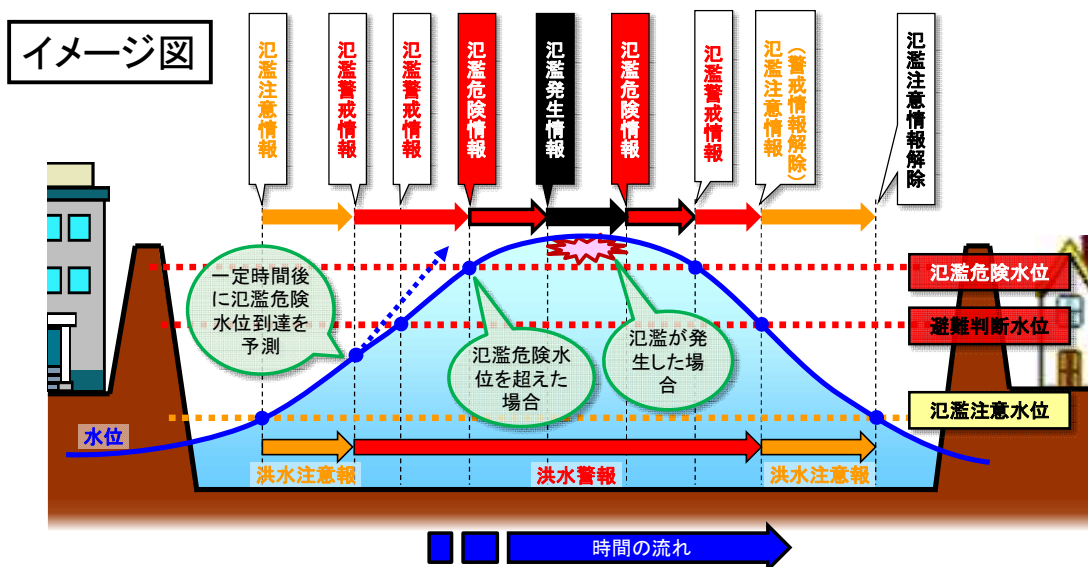 イメージ図
氾濫注意情報
氾濫警戒情報
氾濫警戒情報
氾濫危険情報
氾濫発生情報
氾濫危険情報
氾濫警戒情報
氾濫注意情報
（警戒情報解除）
氾濫注意情報解除
一定時間後
に氾濫危険
水位到達を
予測
氾濫危険水
位を超えた
場合
氾濫が発
生した場
合
氾濫危険水位
避難判断水位
氾濫注意水位
水位
洪水注意報
洪水警報
洪水注意報
時間の流れ